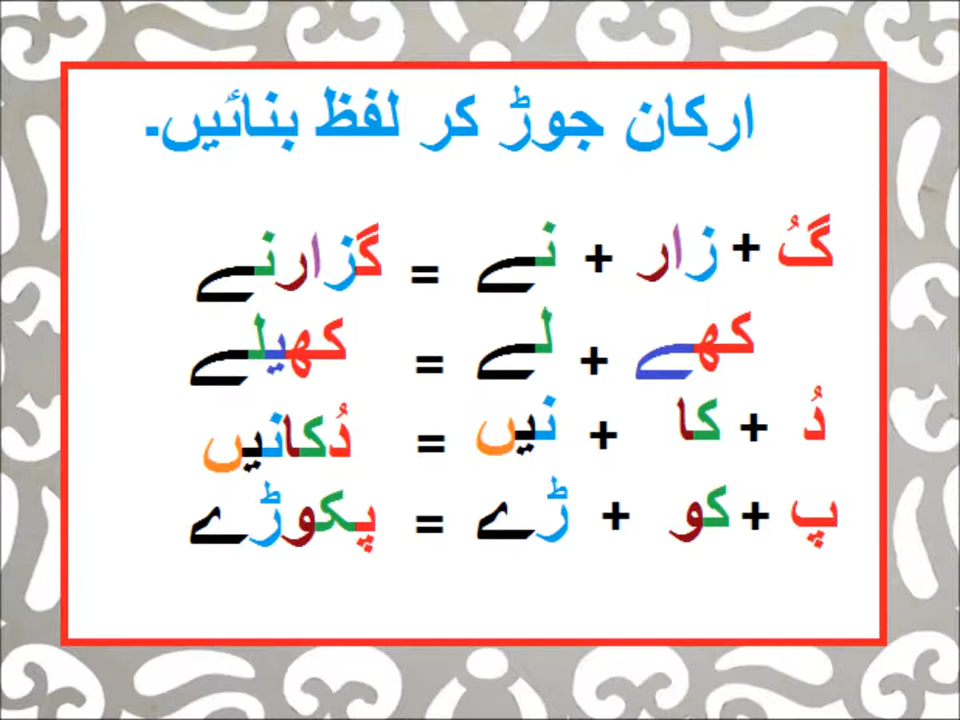 ارکان جوڑ کر لفظ بنائیں۔
گُ + زار + نے = گزارنے
کھے + لے = کھیلے
دُ + کا + نیں = دُکانیں
پ + کو + ڑے = پکوڑے